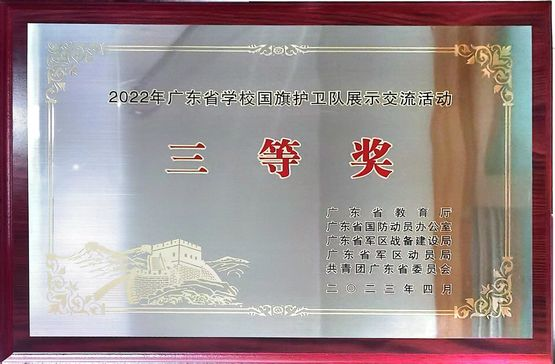 2022年广东省学校国旗护卫队展示交流活动
三等奖
广东省教育厅
广东省国防动员办公室
广东省军区战备建设局
广东省军区动员局
共青团广东省委员会
二〇二三年四月